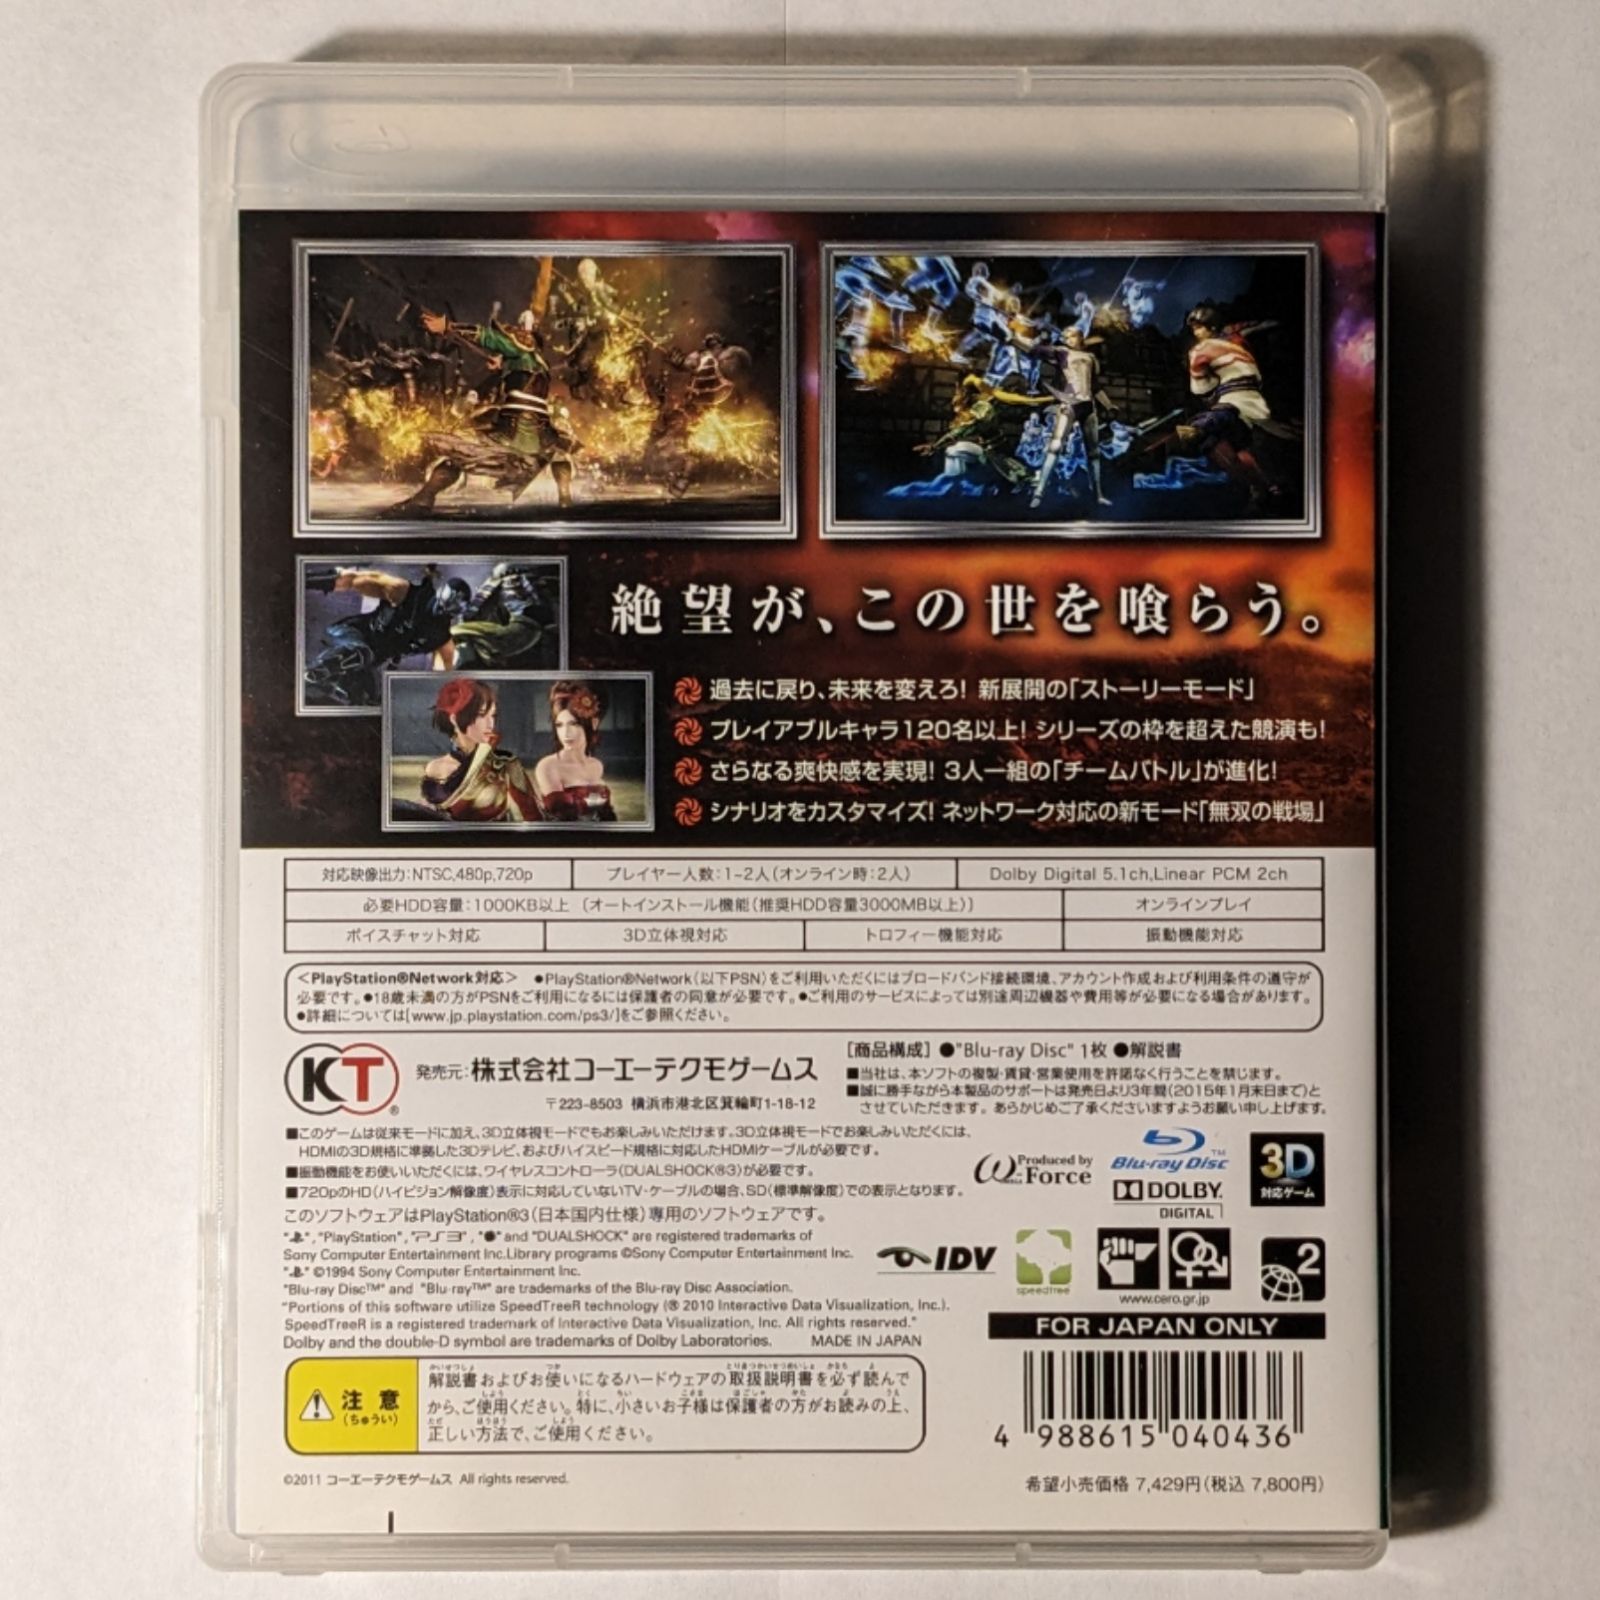 絶望が、この世を喰らう。
過去に戻り、未来を変えろ! 新展開の「ストーリーモード」
プレイアブルキャラ120名以上! シリーズの枠を超えた競演も!
さらなる爽快感を実現! 3人一組の「チームバトル」が進化!
シナリオをカスタマイズ! ネットワーク対応の新モード「無双の戦場」
対応映像出力:NTSC,480p,720p
プレイヤー人数:1~2人(オンライン時:2人)
Dolby Digital 5.1ch,Linear PCM 2ch
必要HDD容量:1000KB以上 〔オートインストール機能(推奨HDD容量3000MB以上)〕
オンラインプレイ
ボイスチャット対応
3D立体視対応
トロフィー機能対応
振動機能対応
<PlayStation®Network対応> ●PlayStation®Network(以下PSN)をご利用いただくにはブロードバンド接続環境、アカウント作成および利用条件の遵守が
必要です。●18歳未満の方がPSNをご利用になるには保護者の同意が必要です。●ご利用のサービスによっては別途周辺機器や費用等が必要になる場合があります。
●詳細については[www.jp.playstation.com/ps3/]をご参照ください。
KT®
発売元:株式会社コーエーテクモゲームス
〒223-8503 横浜市港北区箕輪町1-18-12
[商品構成] ●"Blu-ray Disc" 1枚 ●解説書
■当社は、本ソフトの複製・賃貸・営業使用を許諾なく行うことを禁じます。
■誠に勝手ながら本製品のサポートは発売日より3年間(2015年1月末日まで)と
させていただきます。あらかじめご了承くださいますようお願い申し上げます。
■このゲームは従来モードに加え、3D立体視モードでもお楽しみいただけます。3D立体視モードでお楽しみいただくには、
HDMIの3D規格に準拠した3Dテレビ、およびハイスピード規格に対応したHDMIケーブルが必要です。
■振動機能をお使いいただくには、ワイヤレスコントローラ(DUALSHOCK®3)が必要です。
■720pのHD(ハイビジョン解像度)表示に対応していないTV・ケーブルの場合、SD(標準解像度)での表示となります。
このソフトウェアはPlayStation®3(日本国内仕様)専用のソフトウェアです。
ω Produced by
-Force
Blu-ray Disc™
DOLBY
DIGITAL
3D
対応ゲーム
" ", "PlayStation", "PS3", " " and "DUALSHOCK" are registered trademarks of
Sony Computer Entertainment Inc.Library programs ©Sony Computer Entertainment Inc.
" " ©1994 Sony Computer Entertainment Inc.
"Blu-ray Disc™" and "Blu-ray™" are trademarks of the Blu-ray Disc Association.
"Portions of this software utilize SpeedTreeR technology (® 2010 Interactive Data Visualization, Inc.).
SpeedTreeR is a registered trademark of Interactive Data Visualization, Inc. All rights reserved."
Dolby and the double-D symbol are trademarks of Dolby Laboratories. MADE IN JAPAN
IDV
speedtree
www.cero.gr.jp
2
FOR JAPAN ONLY
注意
(ちゅうい)
解説書およびお使いになるハードウェアの取扱説明書を必ず読んで
から、ご使用ください。特に、小さいお子様は保護者の方がお読みの上、
正しい方法で、ご使用ください。
4 988615 040436
©2011 コーエーテクモゲームス All rights reserved.
希望小売価格 7,429円(税込 7,800円)